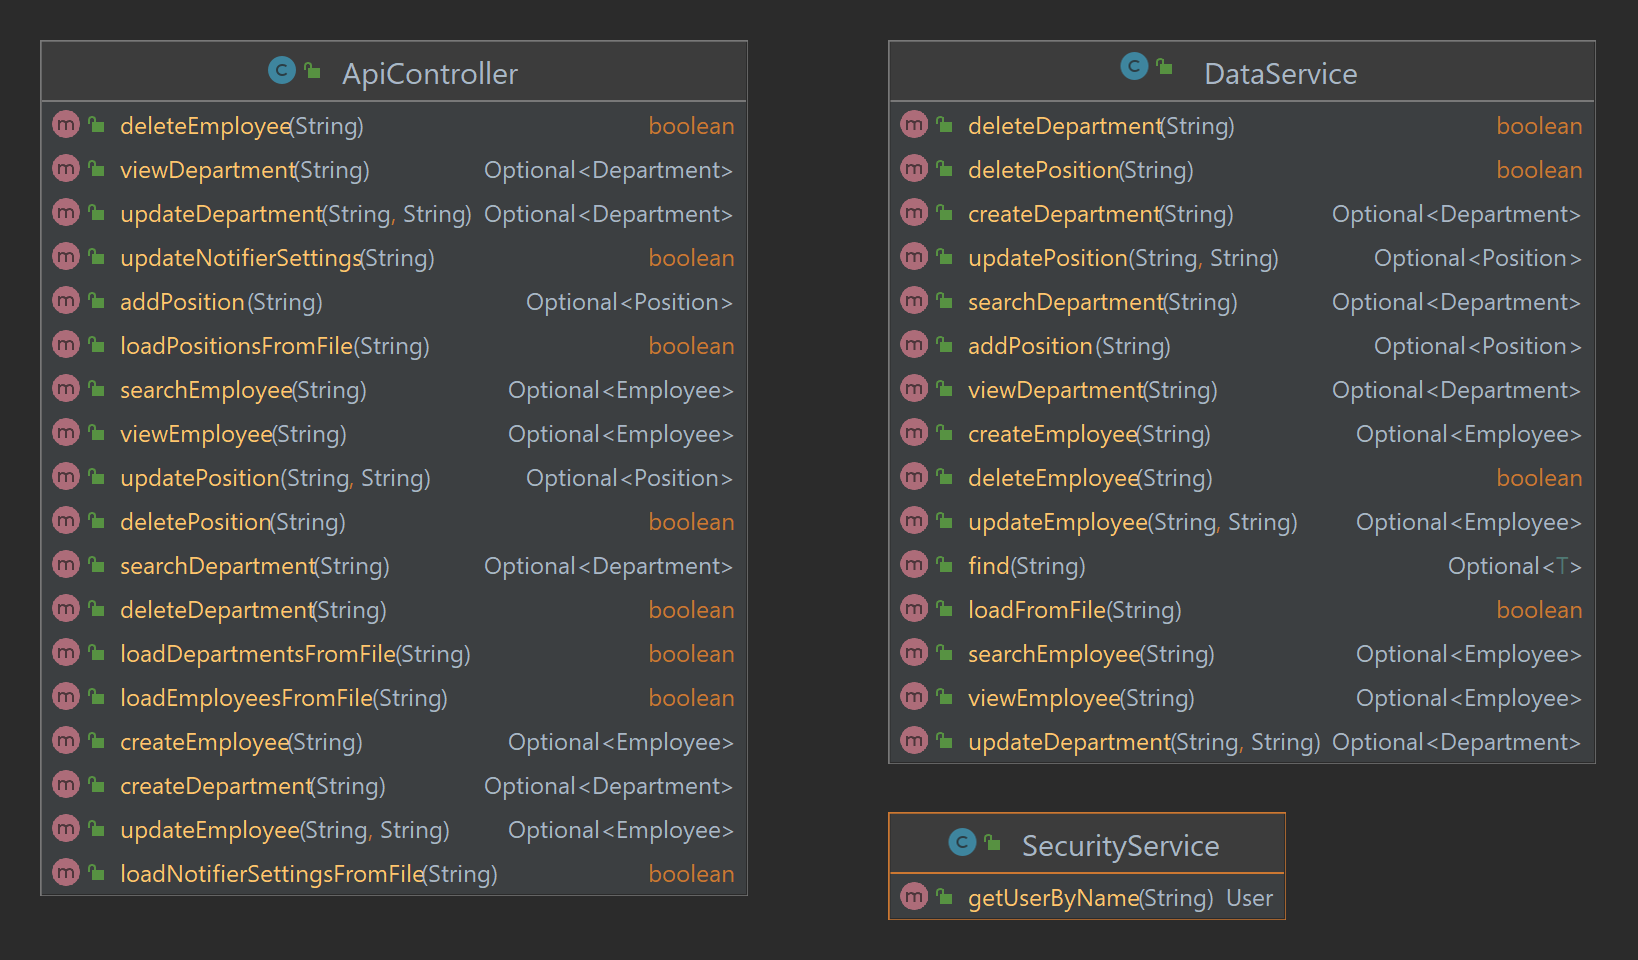 C ApiController
m deleteEmployee(String) boolean
m viewDepartment(String) Optional<Department>
m updateDepartment(String, String) Optional<Department>
m updateNotifierSettings(String) boolean
m addPosition(String) Optional<Position>
m loadPositionsFromFile(String) boolean
m searchEmployee(String) Optional<Employee>
m viewEmployee(String) Optional<Employee>
m updatePosition(String, String) Optional<Position>
m deletePosition(String) boolean
m searchDepartment(String) Optional<Department>
m deleteDepartment(String) boolean
m loadDepartmentsFromFile(String) boolean
m loadEmployeesFromFile(String) boolean
m createEmployee(String) Optional<Employee>
m createDepartment(String) Optional<Department>
m updateEmployee(String, String) Optional<Employee>
m loadNotifierSettingsFromFile(String) boolean
C DataService
m deleteDepartment(String) boolean
m deletePosition(String) boolean
m createDepartment(String) Optional<Department>
m updatePosition(String, String) Optional<Position>
m searchDepartment(String) Optional<Department>
m addPosition(String) Optional<Position>
m viewDepartment(String) Optional<Department>
m createEmployee(String) Optional<Employee>
m deleteEmployee(String) boolean
m updateEmployee(String, String) Optional<Employee>
m find(String) Optional<T>
m loadFromFile(String) boolean
m searchEmployee(String) Optional<Employee>
m viewEmployee(String) Optional<Employee>
m updateDepartment(String, String) Optional<Department>
C SecurityService
m getUserByName(String) User